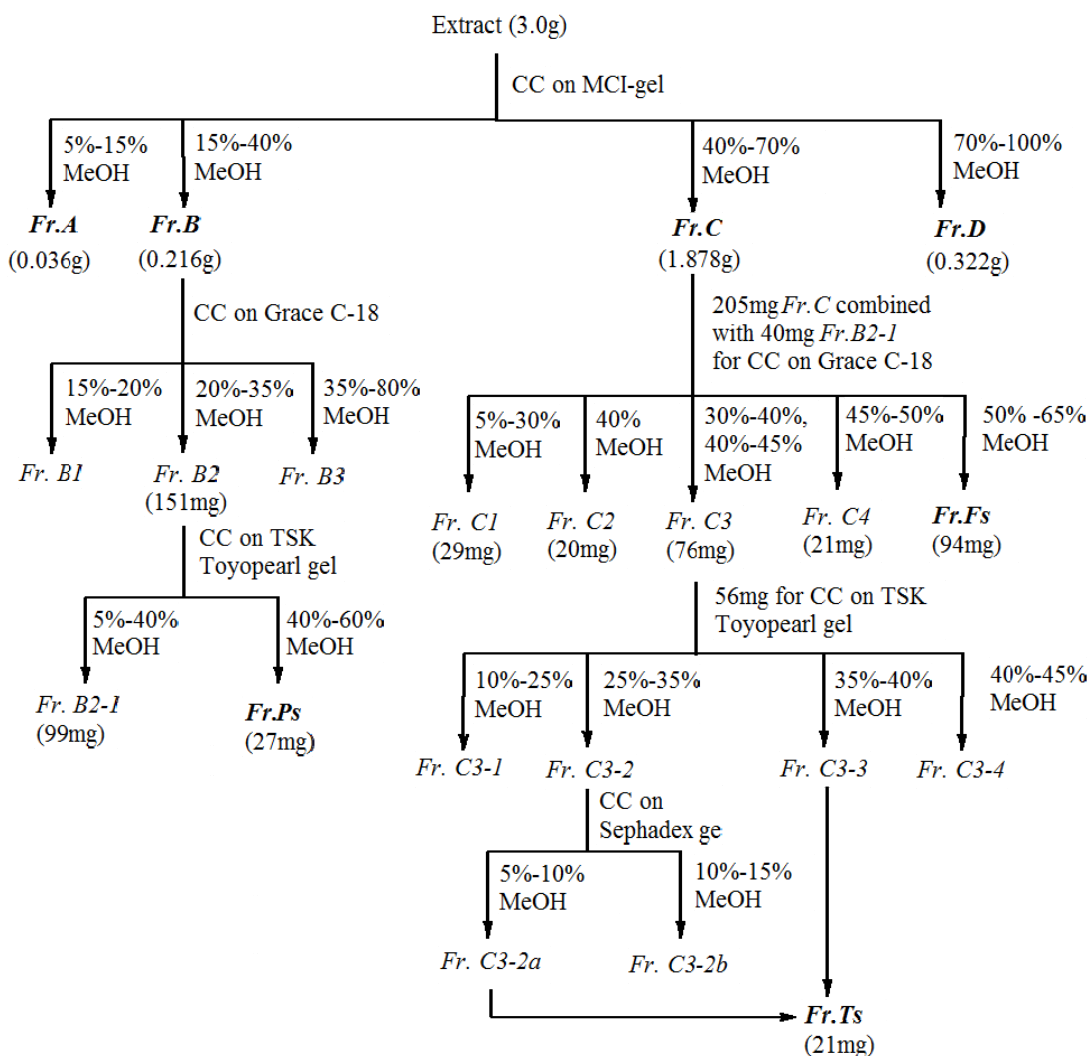 Extract (3.0g)
CC on MCI-gel
5%-15%
MeOH
15%-40%
MeOH
40%-70%
MeOH
70%-100%
MeOH
Fr.A
(0.036g)
Fr.B
(0.216g)
Fr.C
(1.878g)
Fr.D
(0.322g)
CC on Grace C-18
205mg Fr.C combined
with 40mg Fr.B2-1
for CC on Grace C-18
15%-20%
MeOH
20%-35%
MeOH
35%-80%
MeOH
5%-30%
MeOH
40%
MeOH
30%-40%,
40%-45%
MeOH
45%-50%
MeOH
50% -65%
MeOH
Fr. B1
Fr. B2
(151mg)
Fr. B3
Fr. C1
(29mg)
Fr. C2
(20mg)
Fr. C3
(76mg)
Fr. C4
(21mg)
Fr.Fs
(94mg)
CC on TSK
Toyopearl gel
56mg for CC on TSK
Toyopearl gel
5%-40%
MeOH
40%-60%
MeOH
Fr. B2-1
(99mg)
Fr.Ps
(27mg)
10%-25%
MeOH
25%-35%
MeOH
35%-40%
MeOH
40%-45%
MeOH
Fr. C3-1
Fr. C3-2
Fr. C3-3
Fr. C3-4
CC on
Sephadex ge
5%-10%
MeOH
10%-15%
MeOH
Fr. C3-2a
Fr. C3-2b
Fr.Ts
(21mg)